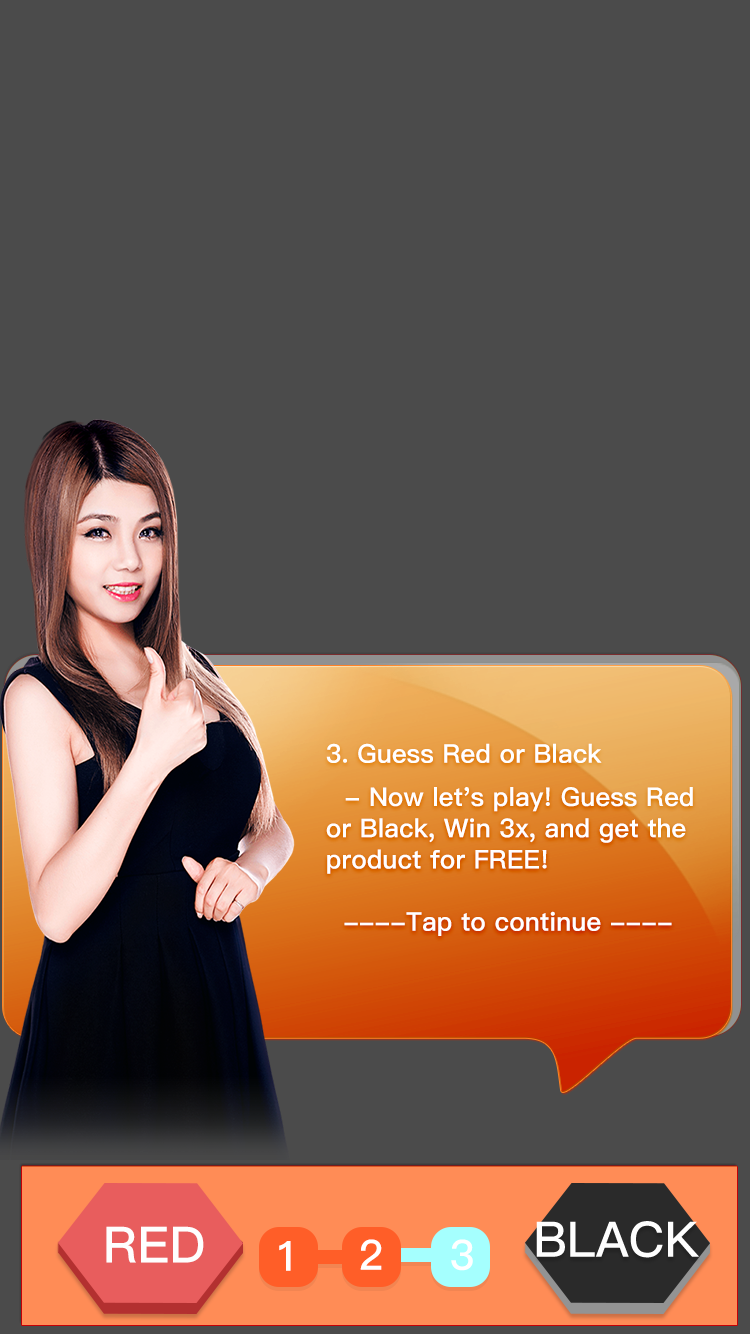 3. Guess Red or Black
– Now let's play! Guess Red
or Black, Win 3x, and get the
product for FREE!
––––Tap to continue ––––
RED
1
2
3
BLACK